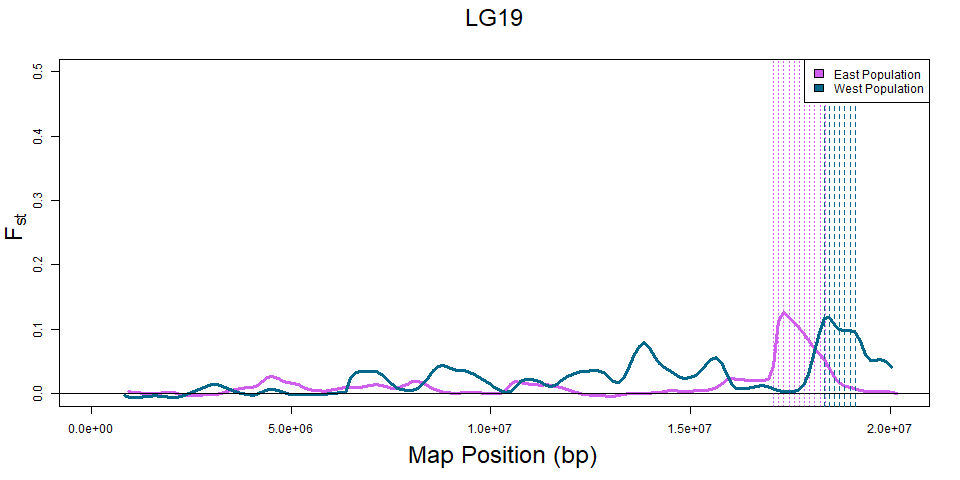 LG19
East Population
West Population
Fst
0.5
0.4
0.3
0.2
0.1
0.0
0.0e+00 5.0e+06 1.0e+07 1.5e+07 2.0e+07
Map Position (bp)